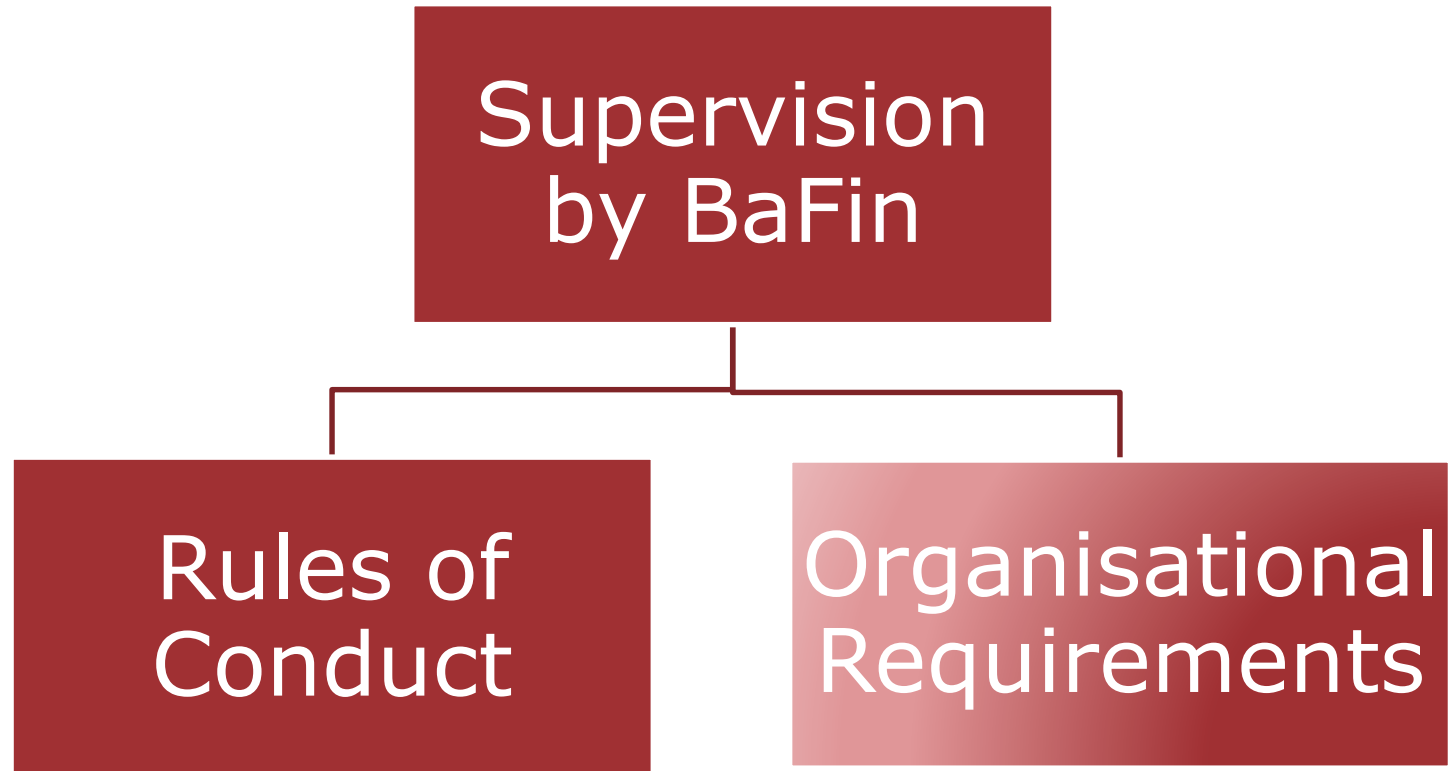 Supervision
by BaFin
Rules of
Conduct
Organisational
Requirements